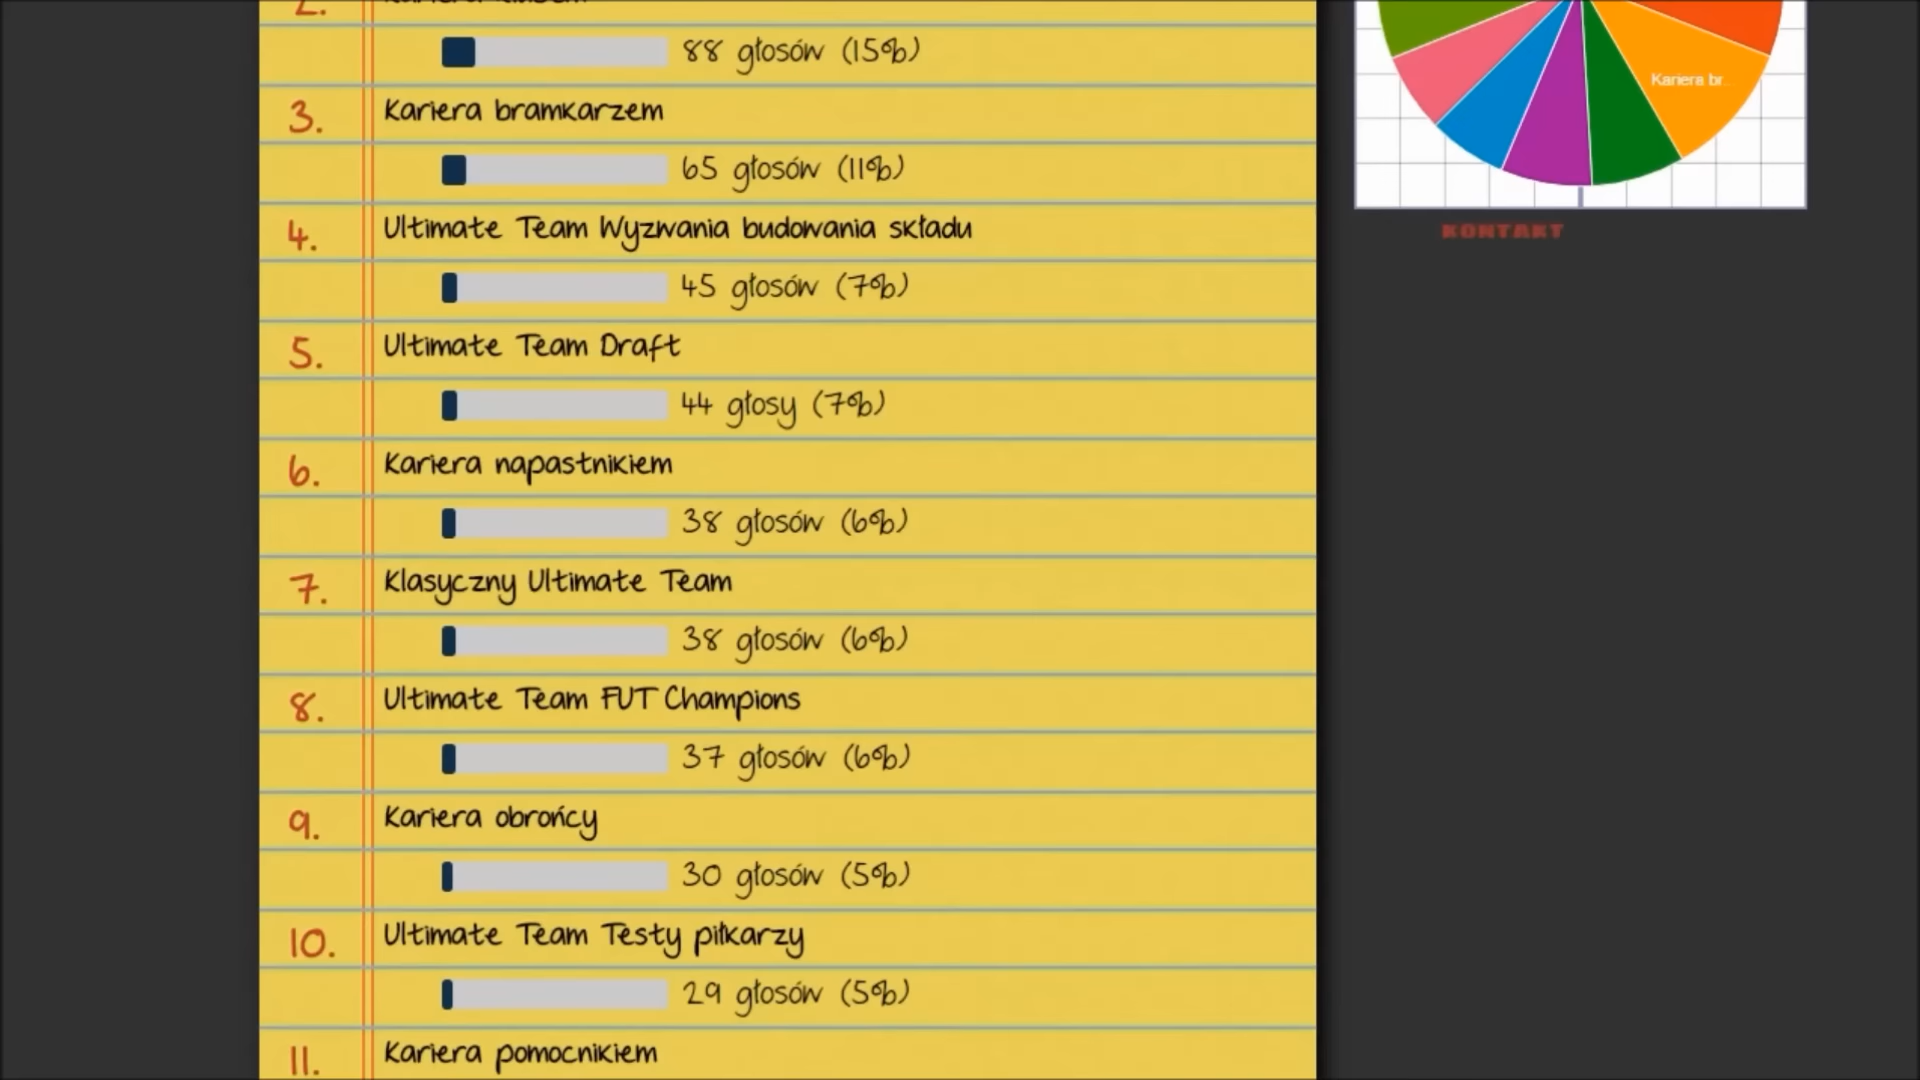 2.
88 głosów (15%)
3. Kariera bramkarzem
65 głosów (11%)
4. Ultimate Team Wyzwania budowania składu
45 głosów (7%)
5. Ultimate Team Draft
44 głosy (7%)
6. Kariera napastnikiem
38 głosów (6%)
7. Klasyczny Ultimate Team
38 głosów (6%)
8. Ultimate Team FUT Champions
37 głosów (6%)
9. Kariera obrońcy
30 głosów (5%)
10. Ultimate Team Testy piłkarzy
29 głosów (5%)
11. Kariera pomocnikiem
Kariera br.
KONTAKT